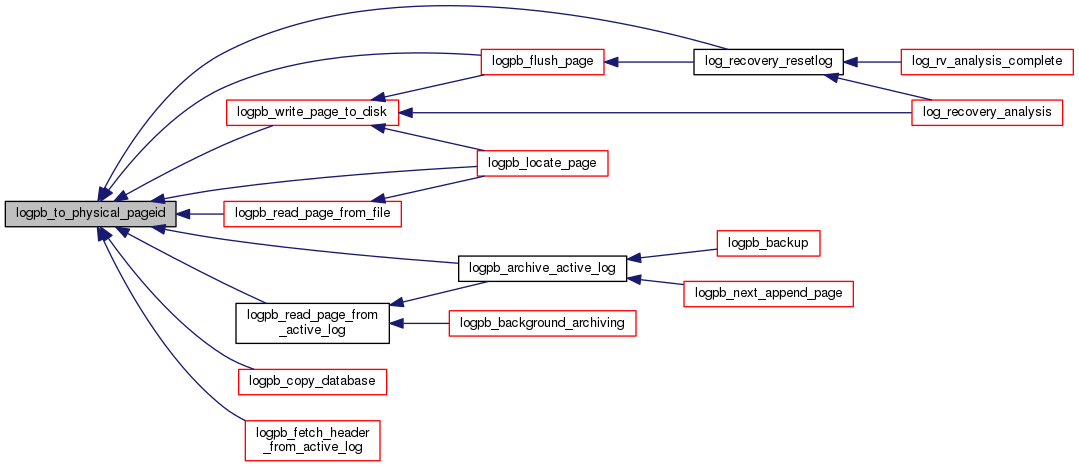 logpb_flush_page
log_recovery_resetlog
log_rv_analysis_complete
logpb_write_page_to_disk
log_recovery_analysis
logpb_locate_page
logpb_to_physical_pageid
logpb_read_page_from_file
logpb_backup
logpb_archive_active_log
logpb_next_append_page
logpb_read_page_from
_active_log
logpb_background_archiving
logpb_copy_database
logpb_fetch_header
_from_active_log